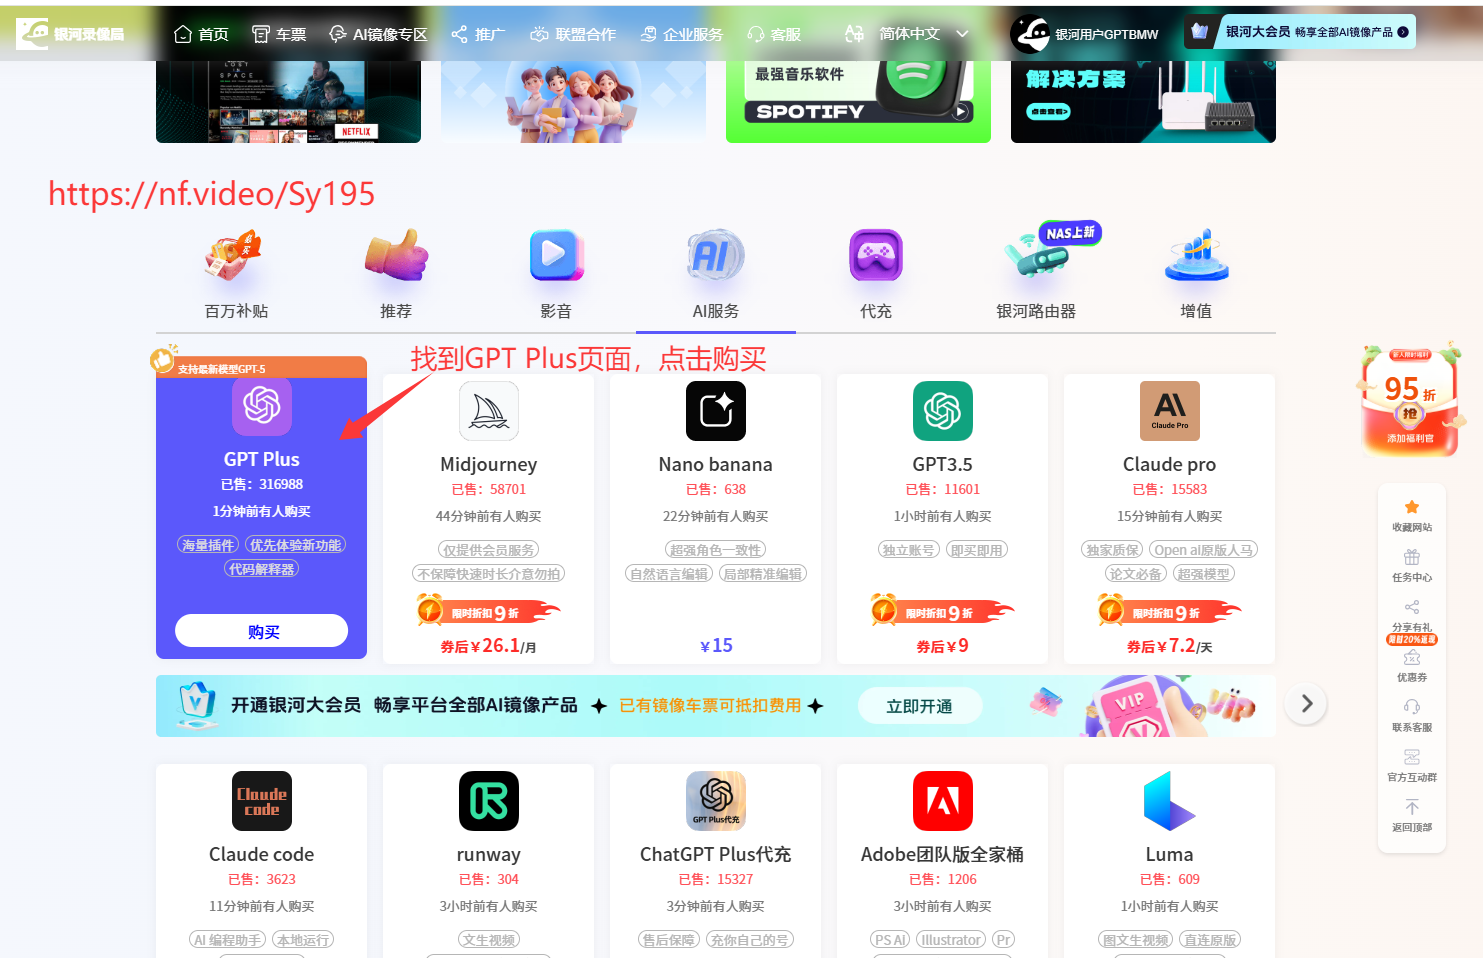 银河录像局
首页
车票
AI镜像专区
推广
联盟合作
企业服务
客服
简体中文
银河用户GPTBMW
银河大会员 畅享全部AI镜像产品
LOST
IN
SPACE
NETFLIX
最强音乐软件
SPOTIFY
解决方案
点击查看>
https://nf.video/Sy195
必买
AI
NAS上新
百万补贴
推荐
影音
AI服务
代充
银河路由器
增值
找到GPT Plus页面，点击购买
支持最新模型GPT-5
GPT Plus
已售：316988
1分钟前有人购买
海量插件 优先体验新功能
代码解释器
购买
Midjourney
已售：58701
44分钟前有人购买
仅提供会员服务
不保障快速时长介意勿拍
限时折扣9折
券后￥26.1/月
Nano banana
已售：638
22分钟前有人购买
超强角色一致性
自然语言编辑 局部精准编辑
￥15
GPT3.5
已售：11601
1小时前有人购买
独立账号 即买即用
限时折扣9折
券后￥9
Claude Pro
Claude pro
已售：15583
15分钟前有人购买
独家质保 Open ai原版人马
论文必备 超强模型
限时折扣9折
券后￥7.2/天
开通银河大会员 畅享平台全部AI镜像产品 已有镜像车票可抵扣费用
立即开通
VIP
Claude
code
Claude code
已售：3623
11分钟前有人购买
AI 编程助手 本地运行
runway
已售：304
3小时前有人购买
文生视频
GPT Plus代充
ChatGPT Plus代充
已售：15327
3分钟前有人购买
售后保障 充你自己的号
Adobe团队版全家桶
已售：1206
3小时前有人购买
PS Ai Illustrator Pr
Luma
已售：609
1小时前有人购买
图文生视频 直连原版
新人限时福利
95折
抢
添加福利官
收藏网站
任务中心
分享有礼
限时20%返现
优惠券
联系客服
官方互动群
返回顶部